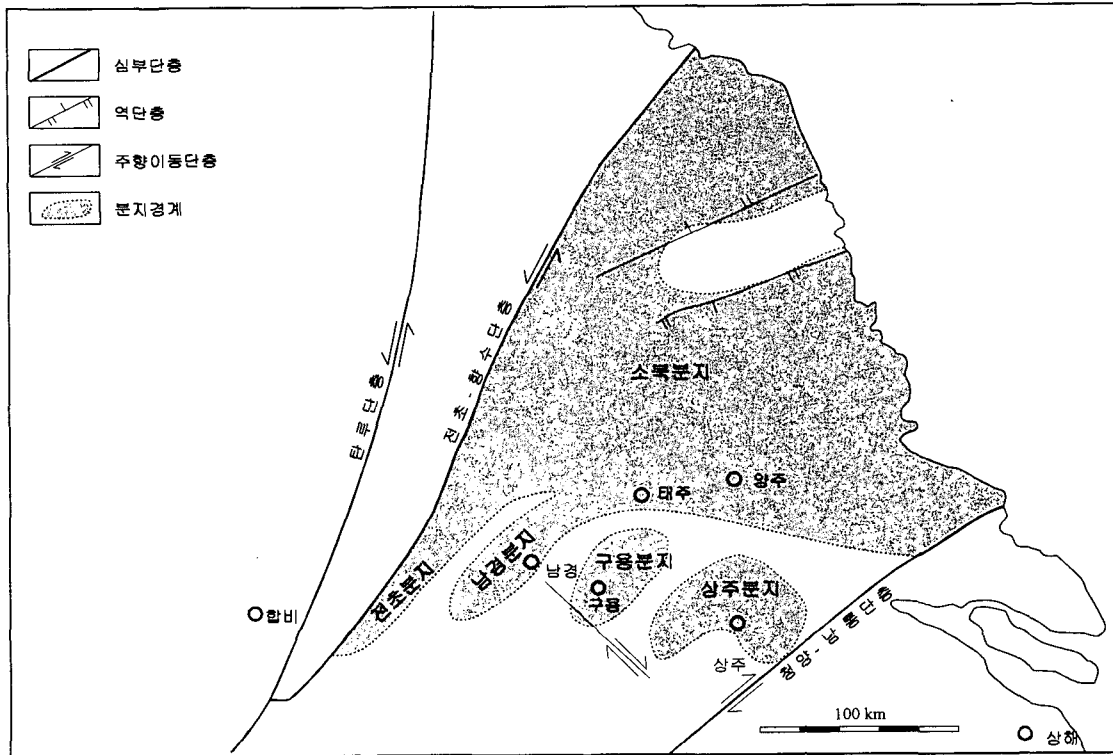 심부단층
역단층
주향이동단층
분지경계
탄루단층
전초-향수단층
소북분지
태주
양주
전초분지
남경분지
남경
구용분지
구용
상주분지
상주
합비
청양-남통단층
100 km
상해